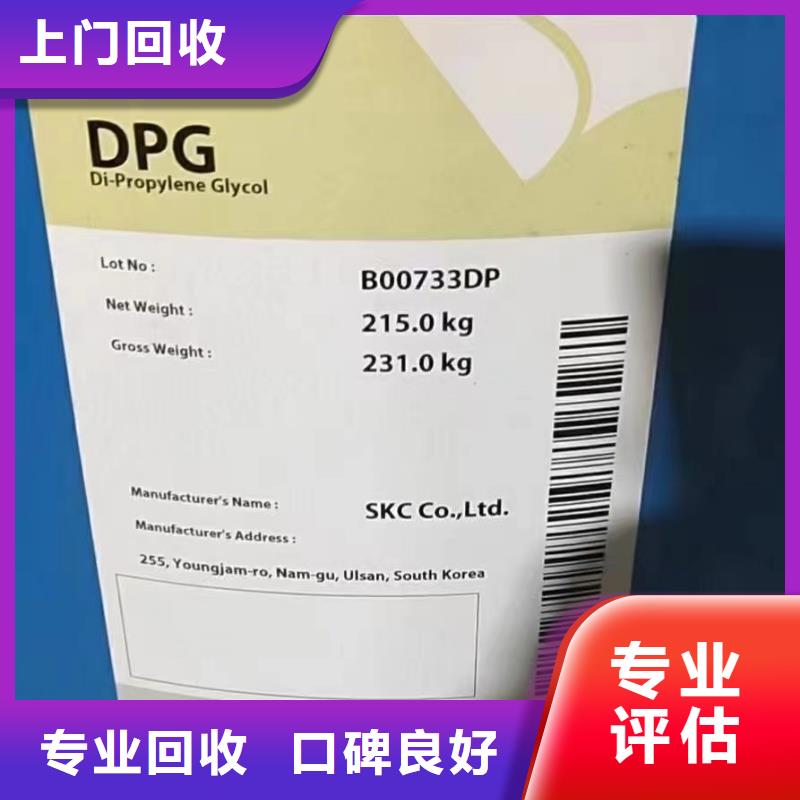 上门回收
DPG
Di-Propylene Glycol
Lot No : B00733DP
Net Weight : 215.0 kg
Gross Weight : 231.0 kg
Manufacturer's Name : SKC Co.,Ltd.
Manufacturer's Address :
255, Youngjam-ro, Nam-gu, Ulsan, South Korea
专业
评估
专业回收 口碑良好